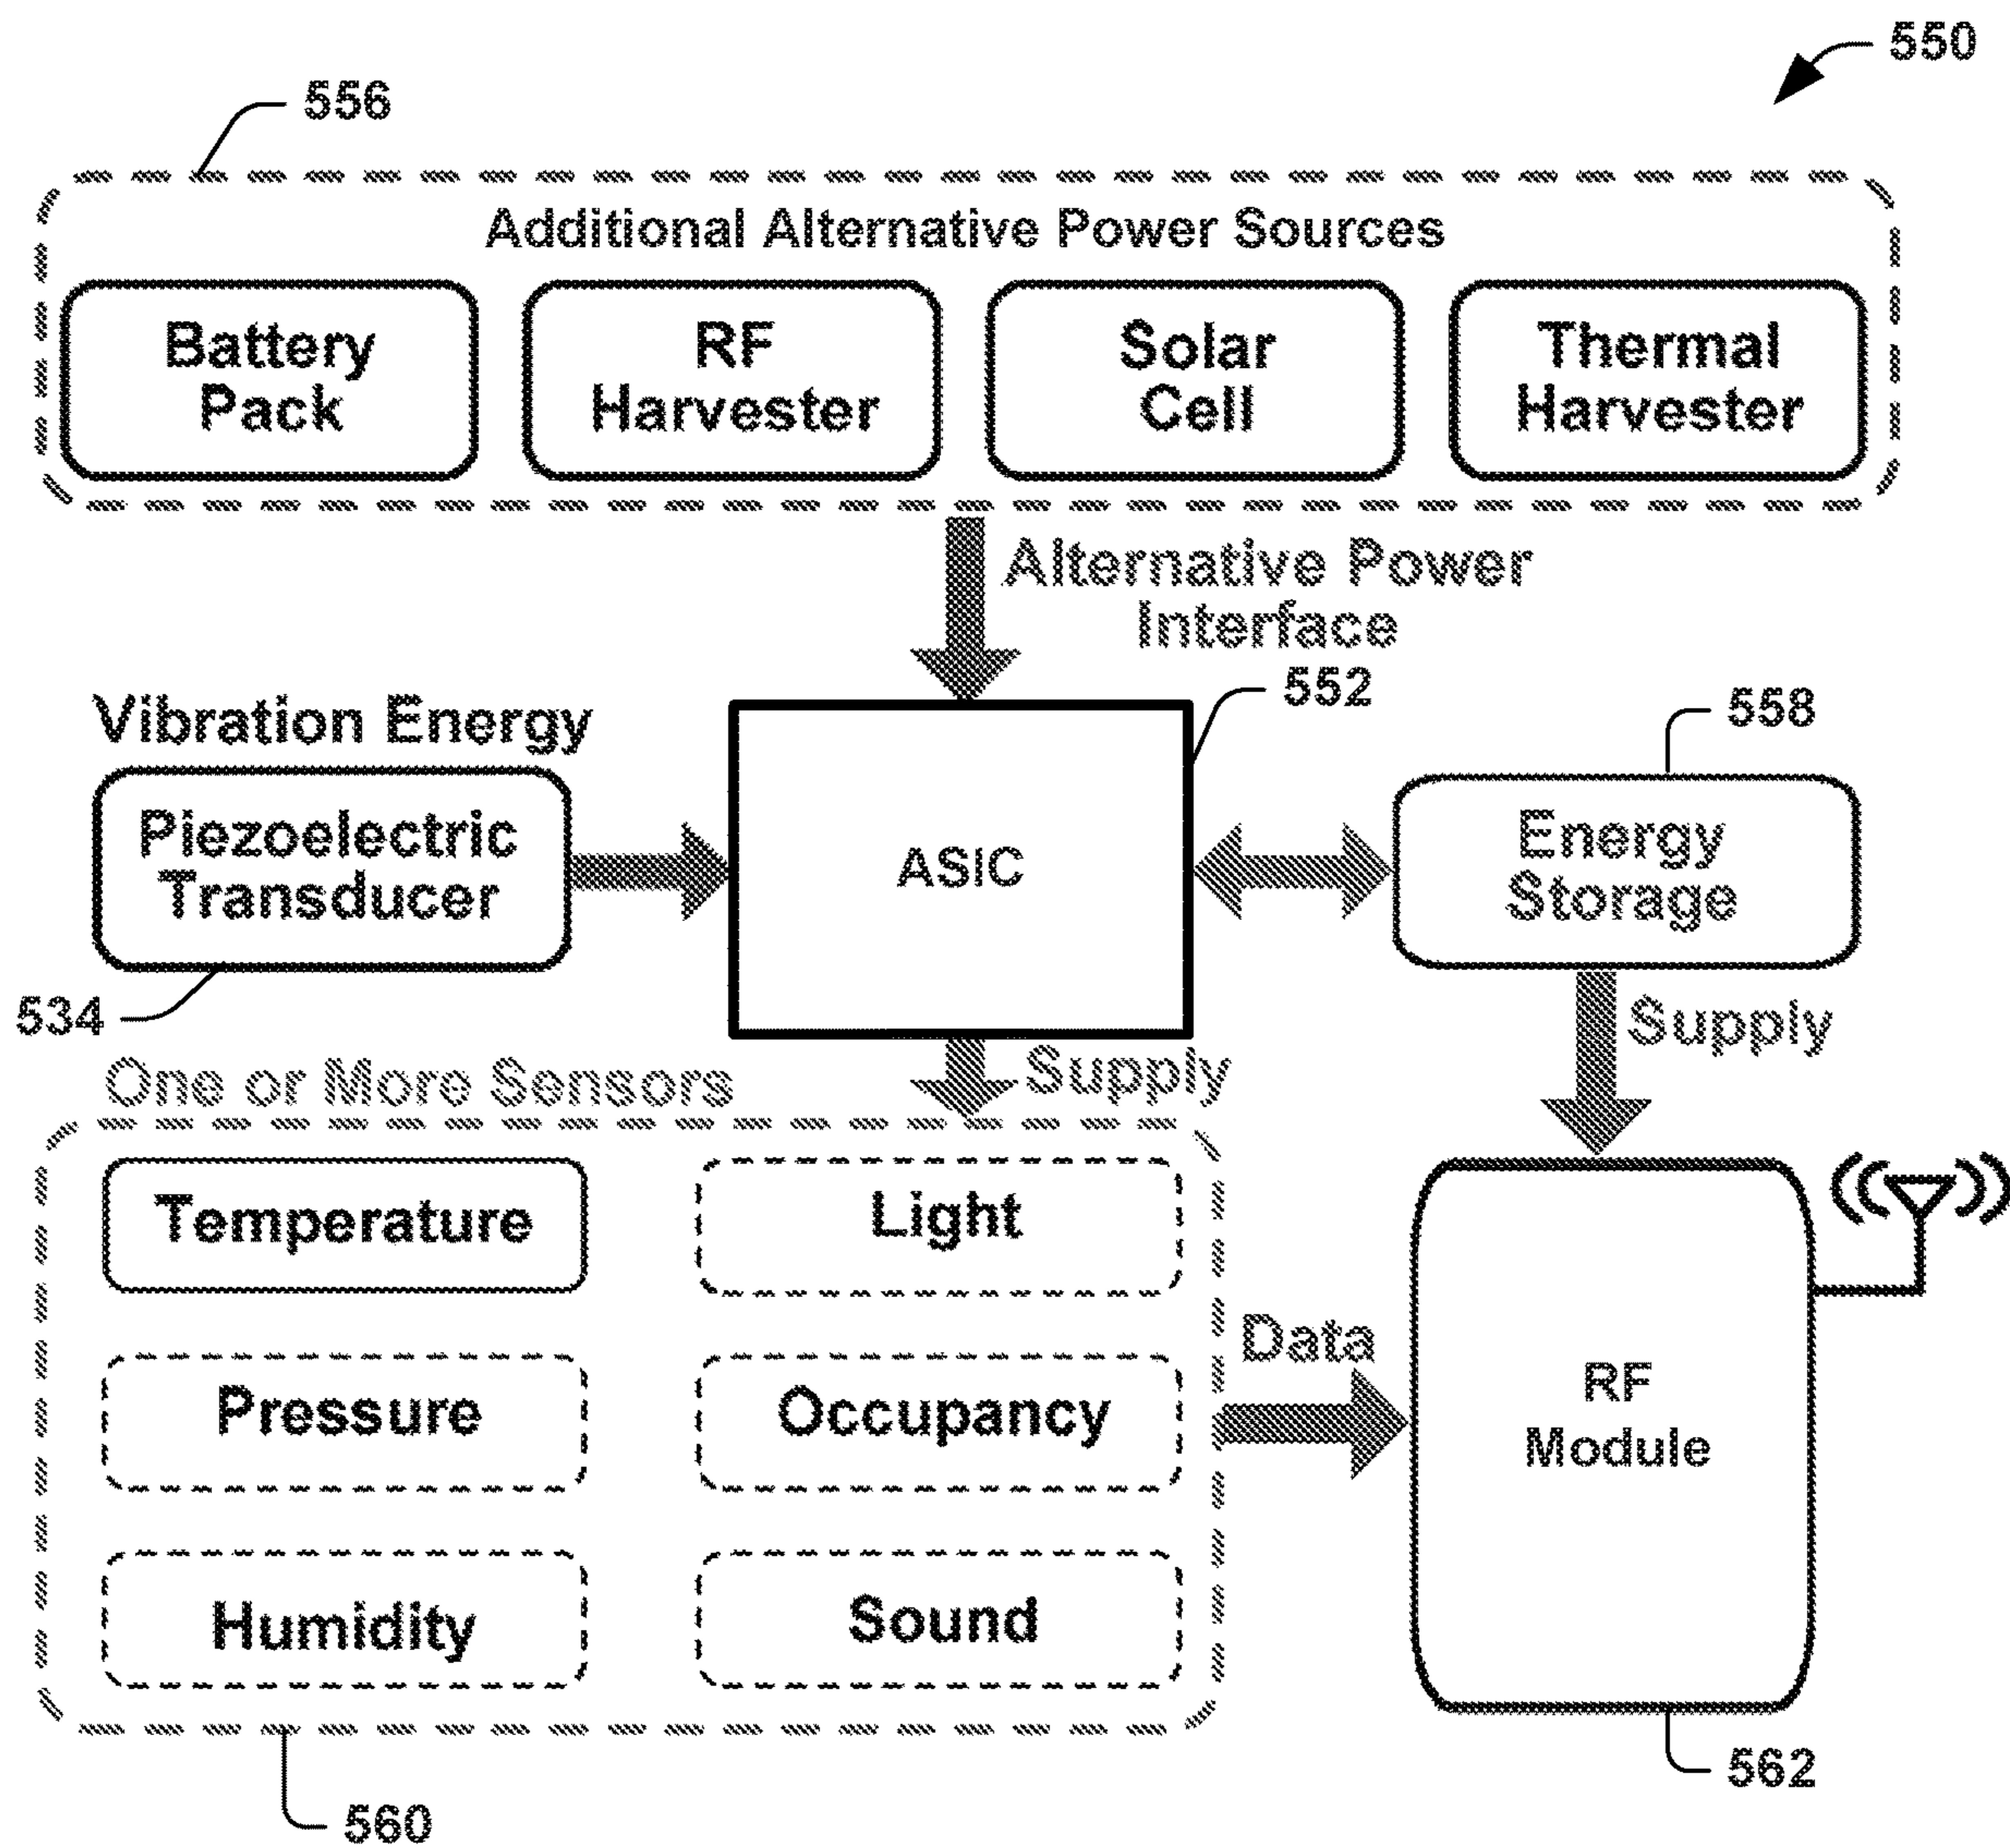 550
556
Additional Alternative Power Sources
Battery
Pack
RF
Harvester
Solar
Cell
Thermal
Harvester
Alternative Power
Interface
552
558
Vibration Energy
Piezoelectric
Transducer
534
ASIC
Energy
Storage
Supply
Supply
One or More Sensors
Temperature
Light
Pressure
Occupancy
Humidity
Sound
Data
RF
Module
560
562